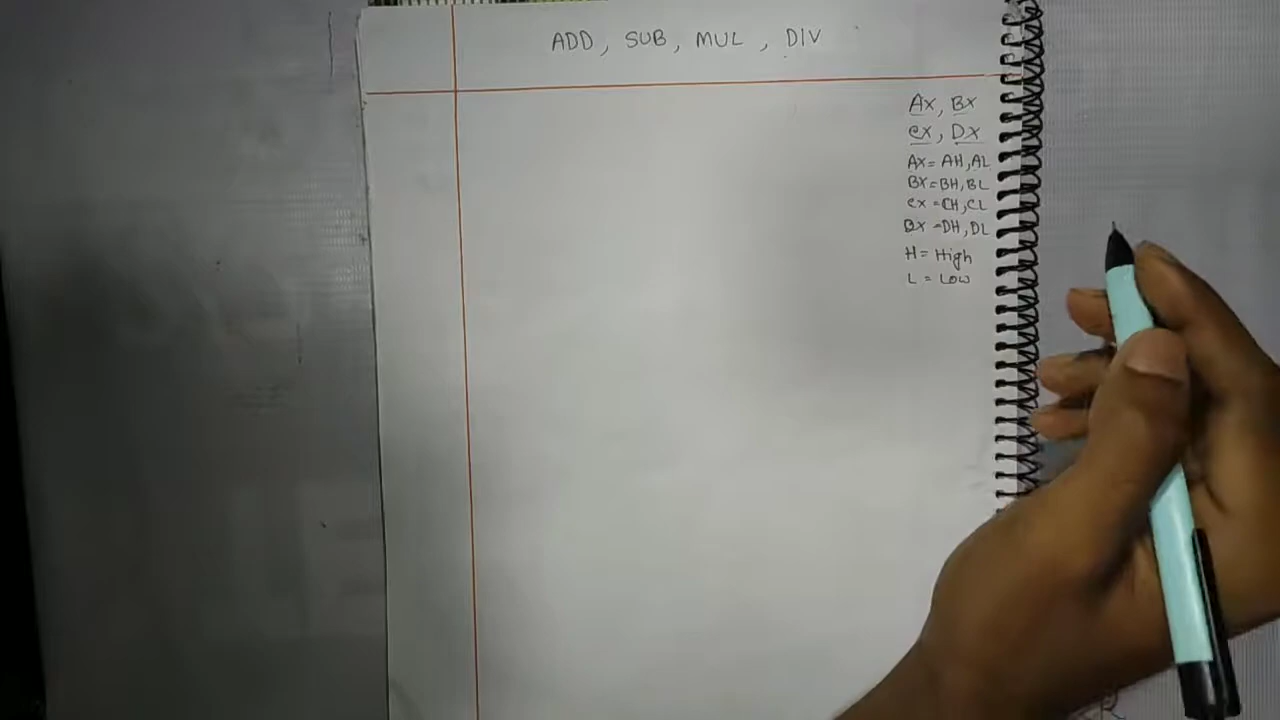 ADD, SUB, MUL, DIV
Ax, Bx
cx, Dx
Ax = AH, AL
Bx = BH, BL
cx = CH, CL
Bx = DH, DL
H = High
L = Low